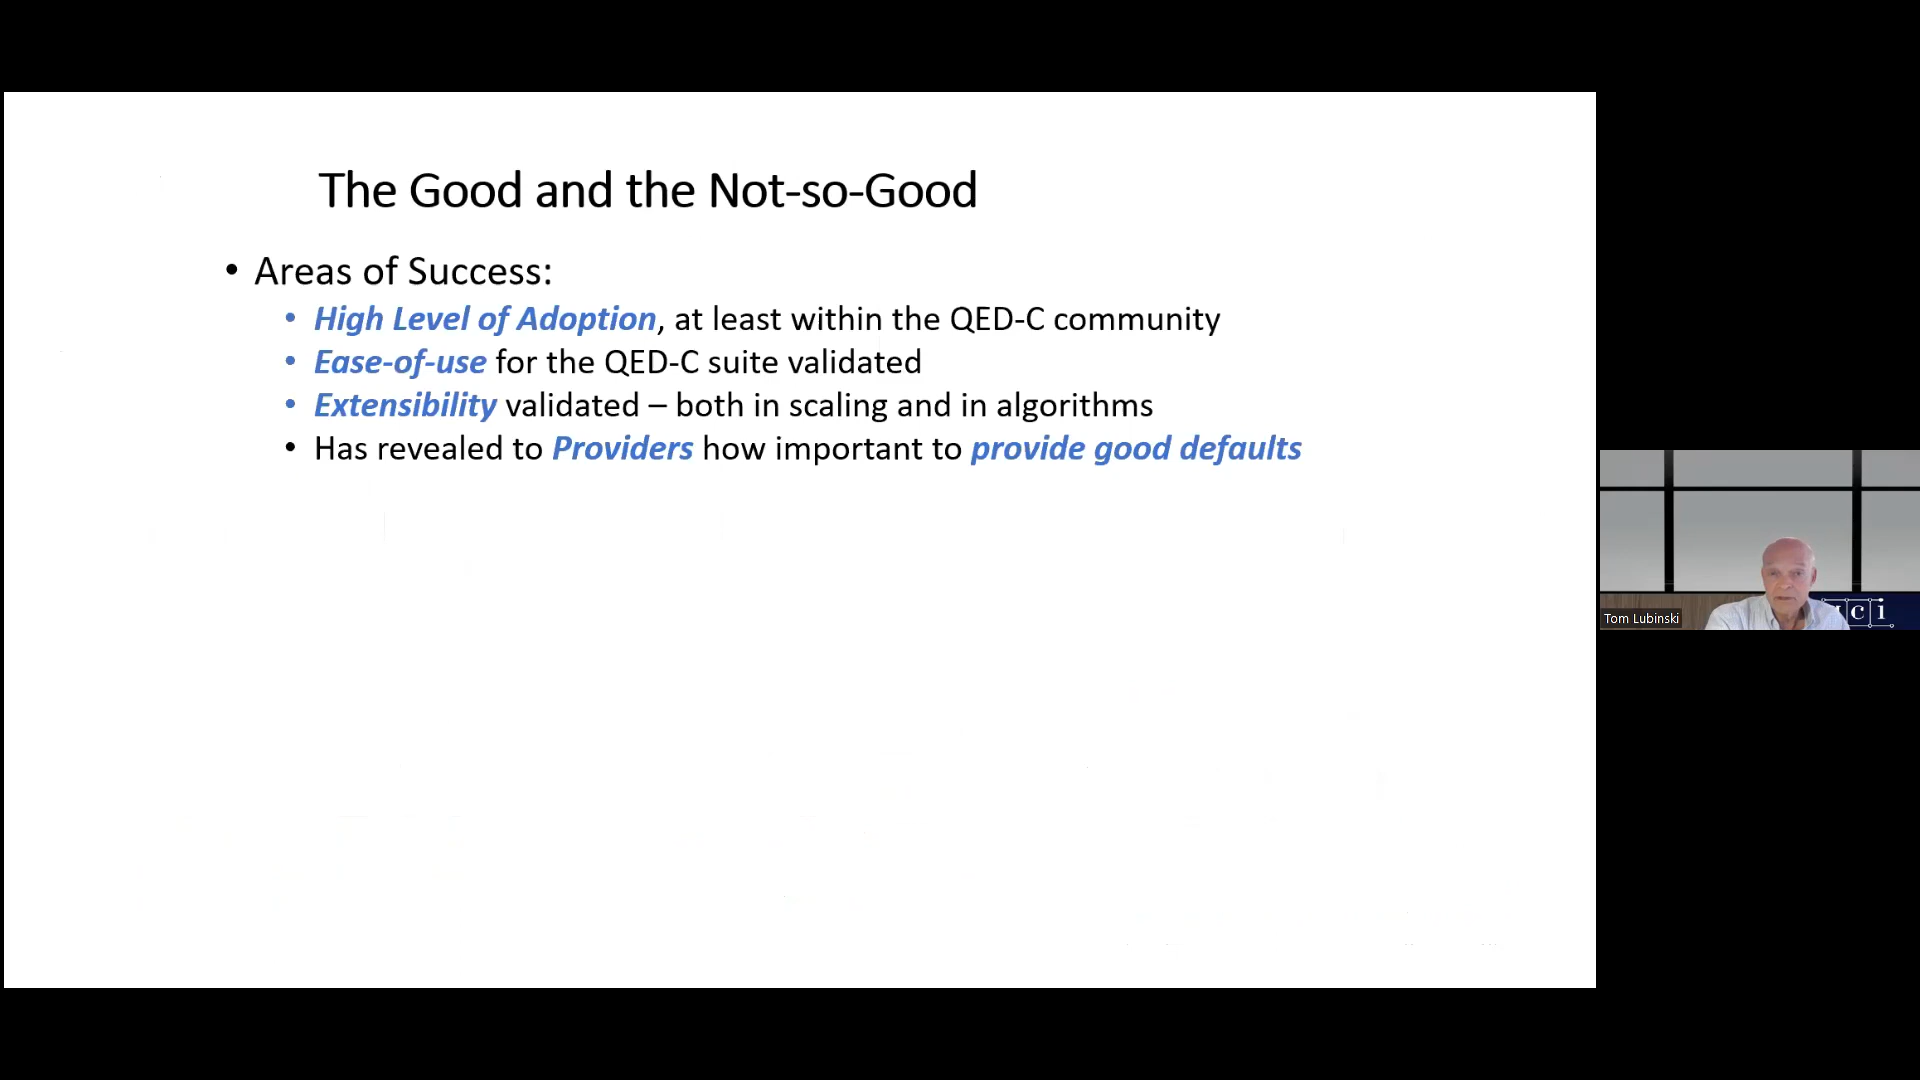 The Good and the Not-so-Good
• Areas of Success:
• High Level of Adoption, at least within the QED-C community
• Ease-of-use for the QED-C suite validated
• Extensibility validated – both in scaling and in algorithms
• Has revealed to Providers how important to provide good defaults
Tom Lubinski